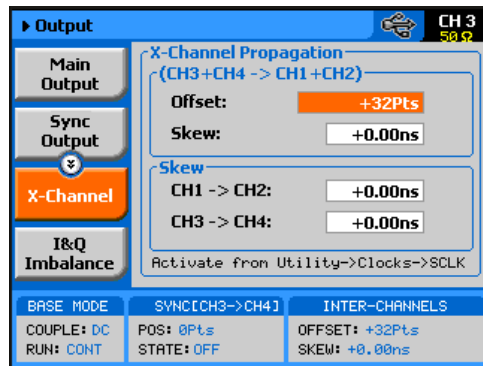 Output
CH 3
50 Ω
Main
Output
Sync
Output
X-Channel
I&Q
Imbalance
X-Channel Propagation
(CH3+CH4 -> CH1+CH2)
Offset: +32Pts
Skew: +0.00ns
Skew
CH1 -> CH2: +0.00ns
CH3 -> CH4: +0.00ns
Activate from Utility->Clocks->SCLK
BASE MODE
COUPLE: DC
RUN: CONT
SYNC[CH3->CH4]
POS: 0Pts
STATE: OFF
INTER-CHANNELS
OFFSET: +32Pts
SKEW: +0.00ns